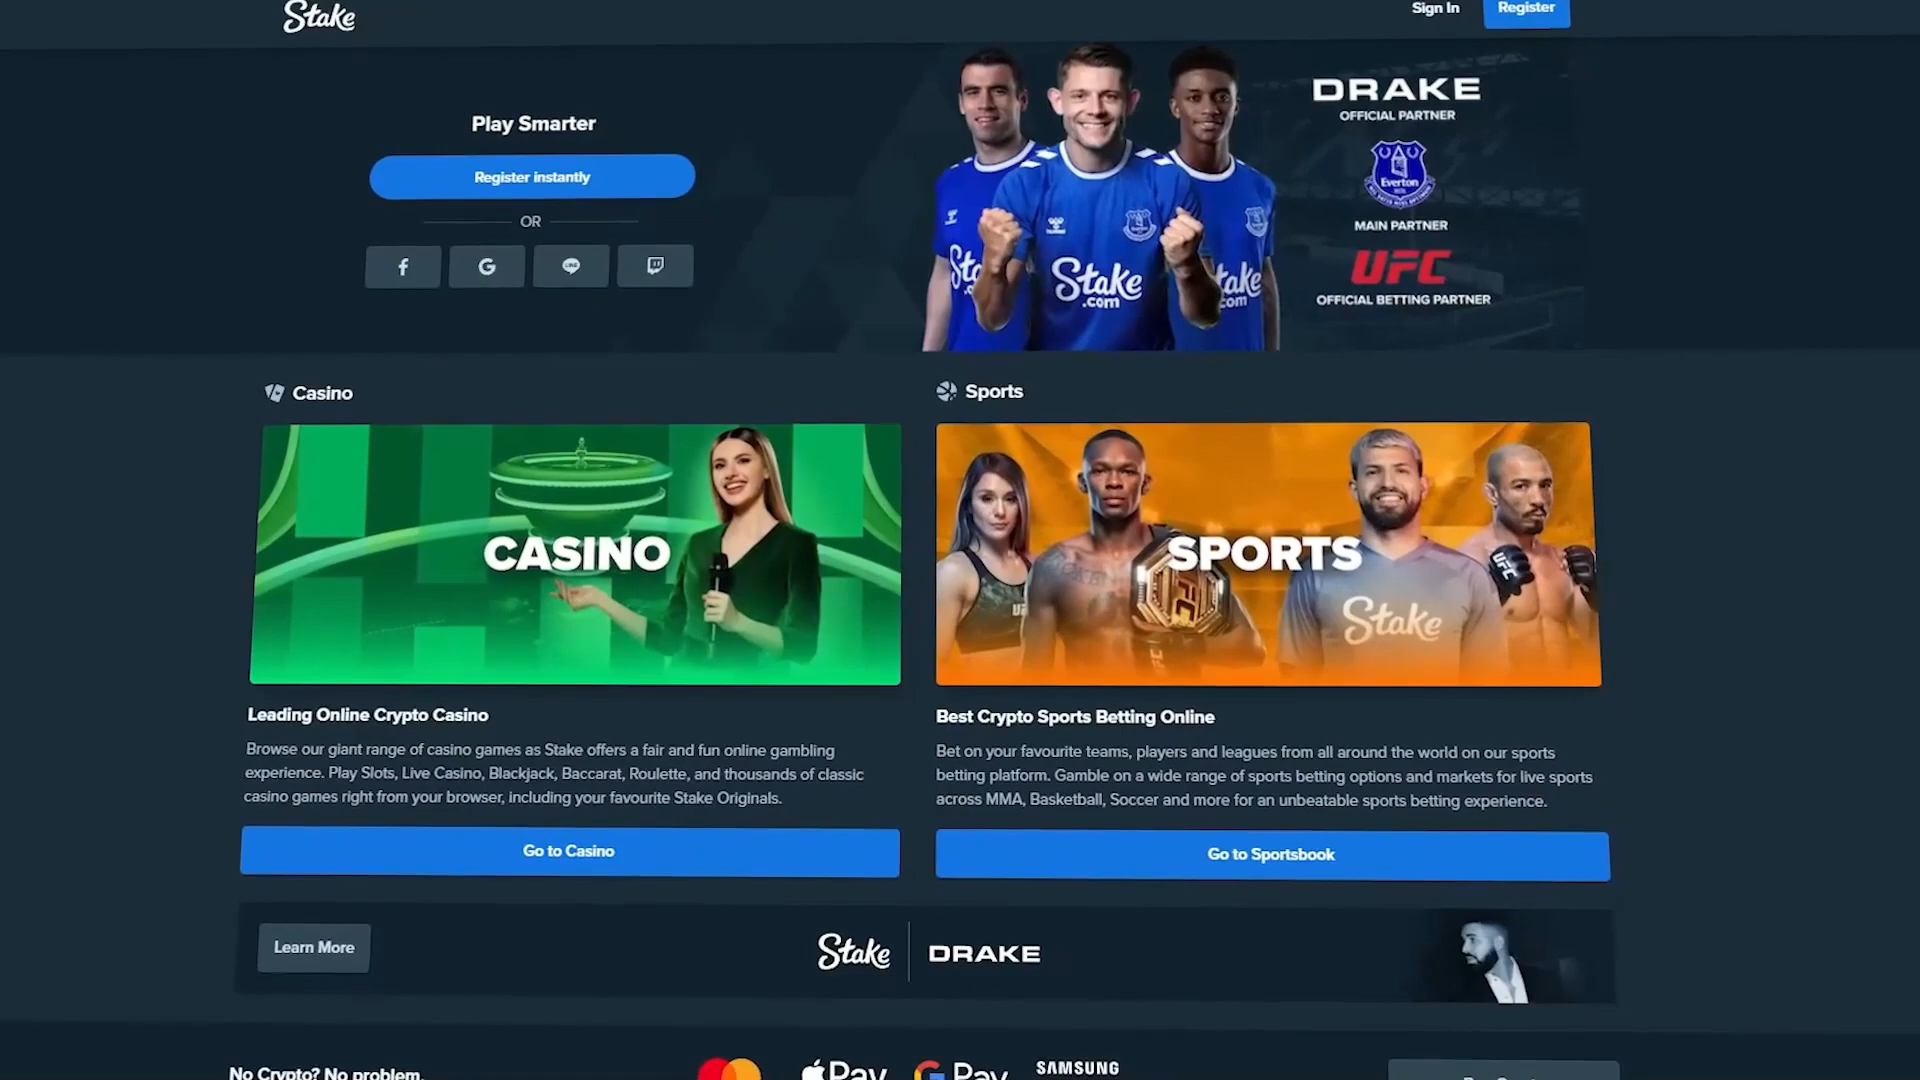 Stake
Sign In
Register
Play Smarter
Register instantly
OR
DRAKE
OFFICIAL PARTNER
Everton
MAIN PARTNER
UFC
OFFICIAL BETTING PARTNER
Stake
.com
Casino
Sports
CASINO
SPORTS
UFC
Stake
Leading Online Crypto Casino
Browse our giant range of casino games as Stake offers a fair and fun online gambling
experience. Play Slots, Live Casino, Blackjack, Baccarat, Roulette, and thousands of classic
casino games right from your browser, including your favourite Stake Originals.
Go to Casino
Best Crypto Sports Betting Online
Bet on your favourite teams, players and leagues from all around the world on our sports
betting platform. Gamble on a wide range of sports betting options and markets for live sports
across MMA, Basketball, Soccer and more for an unbeatable sports betting experience.
Go to Sportsbook
Learn More
Stake
DRAKE
No Crypto? No problem.
Pay
G Pay
SAMSUNG